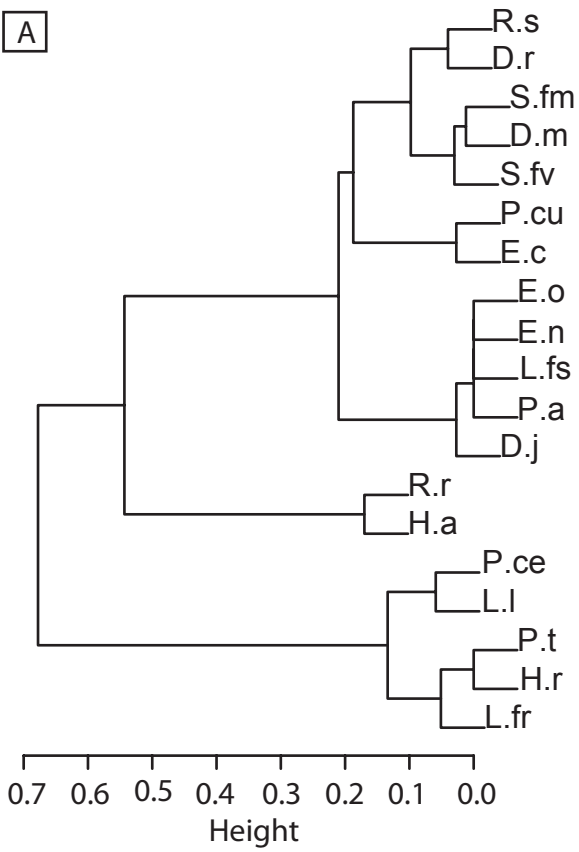 A
R.s
D.r
S.fm
D.m
S.fv
P.cu
E.c
E.o
E.n
L.fs
P.a
D.j
R.r
H.a
P.ce
L.l
P.t
H.r
L.fr
0.7 0.6 0.5 0.4 0.3 0.2 0.1 0.0
Height